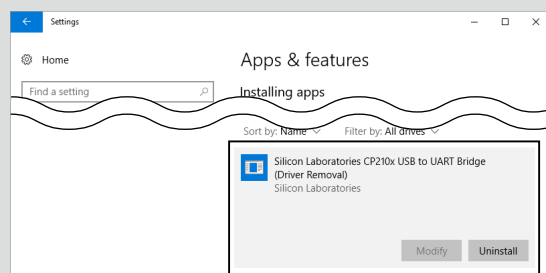 Settings
Home
Apps & features
Find a setting
Installing apps
Sort by: Name
Filter by: All drives
Silicon Laboratories CP210x USB to UART Bridge
(Driver Removal)
Silicon Laboratories
Modify
Uninstall